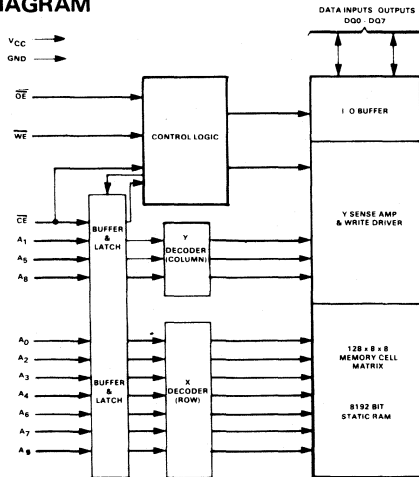 DIAGRAM
DATA INPUTS OUTPUTS
DQ0 - DQ7
VCC
GND
OE
WE
CONTROL LOGIC
I O BUFFER
CE
A1
A5
A8
BUFFER
&
LATCH
Y
DECODER
(COLUMN)
Y SENSE AMP
& WRITE DRIVER
A0
A2
A3
A4
A6
A7
A9
BUFFER
&
LATCH
X
DECODER
(ROW)
128 x 8 x 8
MEMORY CELL
MATRIX
8192 BIT
STATIC RAM